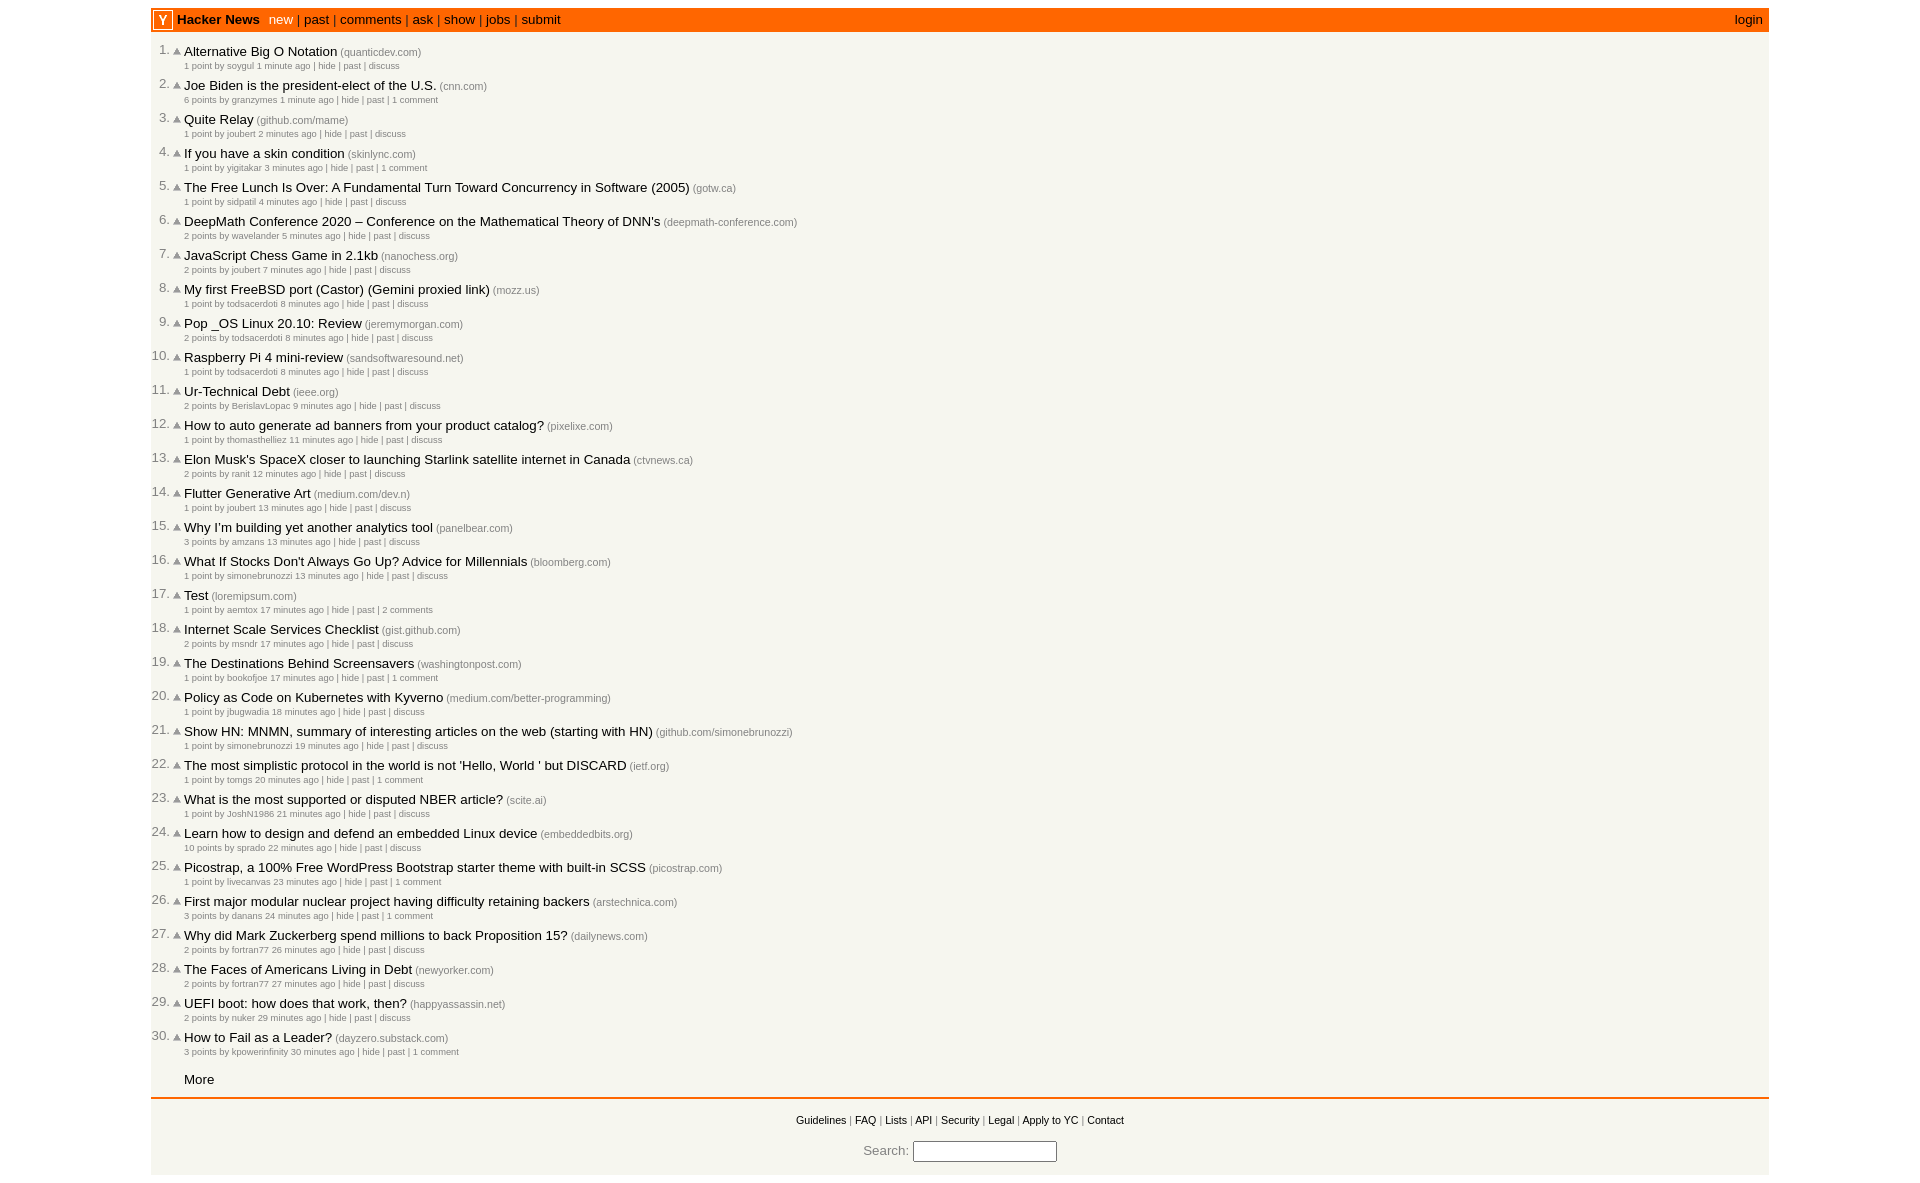 Y Hacker News new | past | comments | ask | show | jobs | submit login
1. Alternative Big O Notation (quanticdev.com)
1 point by soygul 1 minute ago | hide | past | discuss
2. Joe Biden is the president-elect of the U.S. (cnn.com)
6 points by granzymes 1 minute ago | hide | past | 1 comment
3. Quite Relay (github.com/mame)
1 point by joubert 2 minutes ago | hide | past | discuss
4. If you have a skin condition (skinlync.com)
1 point by yigitakar 3 minutes ago | hide | past | 1 comment
5. The Free Lunch Is Over: A Fundamental Turn Toward Concurrency in Software (2005) (gotw.ca)
1 point by sidpatil 4 minutes ago | hide | past | discuss
6. DeepMath Conference 2020 – Conference on the Mathematical Theory of DNN's (deepmath-conference.com)
2 points by wavelander 5 minutes ago | hide | past | discuss
7. JavaScript Chess Game in 2.1kb (nanochess.org)
2 points by joubert 7 minutes ago | hide | past | discuss
8. My first FreeBSD port (Castor) (Gemini proxied link) (mozz.us)
1 point by todsacerdoti 8 minutes ago | hide | past | discuss
9. Pop _OS Linux 20.10: Review (jeremymorgan.com)
2 points by todsacerdoti 8 minutes ago | hide | past | discuss
10. Raspberry Pi 4 mini-review (sandsoftwaresound.net)
1 point by todsacerdoti 8 minutes ago | hide | past | discuss
11. Ur-Technical Debt (ieee.org)
2 points by BerislavLopac 9 minutes ago | hide | past | discuss
12. How to auto generate ad banners from your product catalog? (pixelixe.com)
1 point by thomasthelliez 11 minutes ago | hide | past | discuss
13. Elon Musk's SpaceX closer to launching Starlink satellite internet in Canada (ctvnews.ca)
2 points by ranit 12 minutes ago | hide | past | discuss
14. Flutter Generative Art (medium.com/dev.n)
1 point by joubert 13 minutes ago | hide | past | discuss
15. Why I'm building yet another analytics tool (panelbear.com)
3 points by amzans 13 minutes ago | hide | past | discuss
16. What If Stocks Don't Always Go Up? Advice for Millennials (bloomberg.com)
1 point by simonebrunozzi 13 minutes ago | hide | past | discuss
17. Test (loremipsum.com)
1 point by aemtox 17 minutes ago | hide | past | 2 comments
18. Internet Scale Services Checklist (gist.github.com)
2 points by msndr 17 minutes ago | hide | past | discuss
19. The Destinations Behind Screensavers (washingtonpost.com)
1 point by bookofjoe 17 minutes ago | hide | past | 1 comment
20. Policy as Code on Kubernetes with Kyverno (medium.com/better-programming)
1 point by jbugwadia 18 minutes ago | hide | past | discuss
21. Show HN: MNMN, summary of interesting articles on the web (starting with HN) (github.com/simonebrunozzi)
1 point by simonebrunozzi 19 minutes ago | hide | past | discuss
22. The most simplistic protocol in the world is not 'Hello, World ' but DISCARD (ietf.org)
1 point by tomgs 20 minutes ago | hide | past | 1 comment
23. What is the most supported or disputed NBER article? (scite.ai)
1 point by JoshN1986 21 minutes ago | hide | past | discuss
24. Learn how to design and defend an embedded Linux device (embeddedbits.org)
10 points by sprado 22 minutes ago | hide | past | discuss
25. Picostrap, a 100% Free WordPress Bootstrap starter theme with built-in SCSS (picostrap.com)
1 point by livecanvas 23 minutes ago | hide | past | 1 comment
26. First major modular nuclear project having difficulty retaining backers (arstechnica.com)
3 points by danans 24 minutes ago | hide | past | 1 comment
27. Why did Mark Zuckerberg spend millions to back Proposition 15? (dailynews.com)
2 points by fortran77 26 minutes ago | hide | past | discuss
28. The Faces of Americans Living in Debt (newyorker.com)
2 points by fortran77 27 minutes ago | hide | past | discuss
29. UEFI boot: how does that work, then? (happyassassin.net)
2 points by nuker 29 minutes ago | hide | past | discuss
30. How to Fail as a Leader? (dayzero.substack.com)
3 points by kpowerinfinity 30 minutes ago | hide | past | 1 comment
More
Guidelines | FAQ | Lists | API | Security | Legal | Apply to YC | Contact
Search: